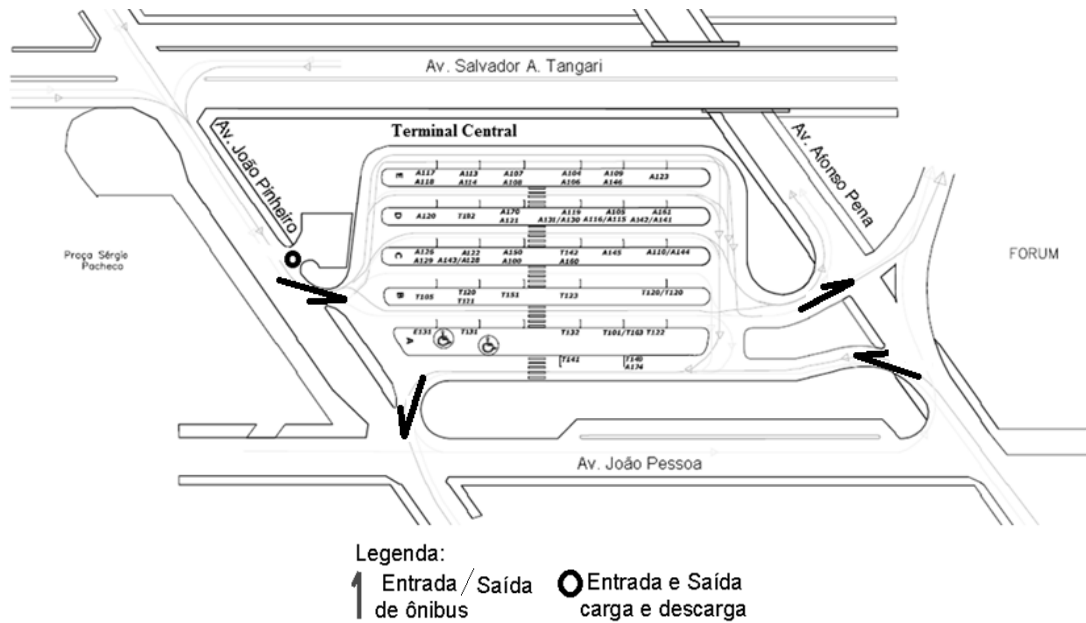 Av. Salvador A. Tangari
Terminal Central
Av. João Pinheiro
Av. Afonso Pena
E
A117 A113 A107 A104 A109 A123
A118 A114 A108 A106 A146
D
A120 T102 A170 A119 A105 A161
A121 A131/A130 A116/A115 A142/A141
C
A126 A122 A150 T142 A145 A110/A144
A129 A143/A128 A100 A160
B
T105 T120 T151 T123 T120/T120
T121
A
E131 T131 T132 T101/T103 T122
T141 T140
A174
Praça Sérgio
Pacheco
FORUM
Av. João Pessoa
Legenda:
Entrada / Saída
de ônibus
Entrada e Saída
carga e descarga